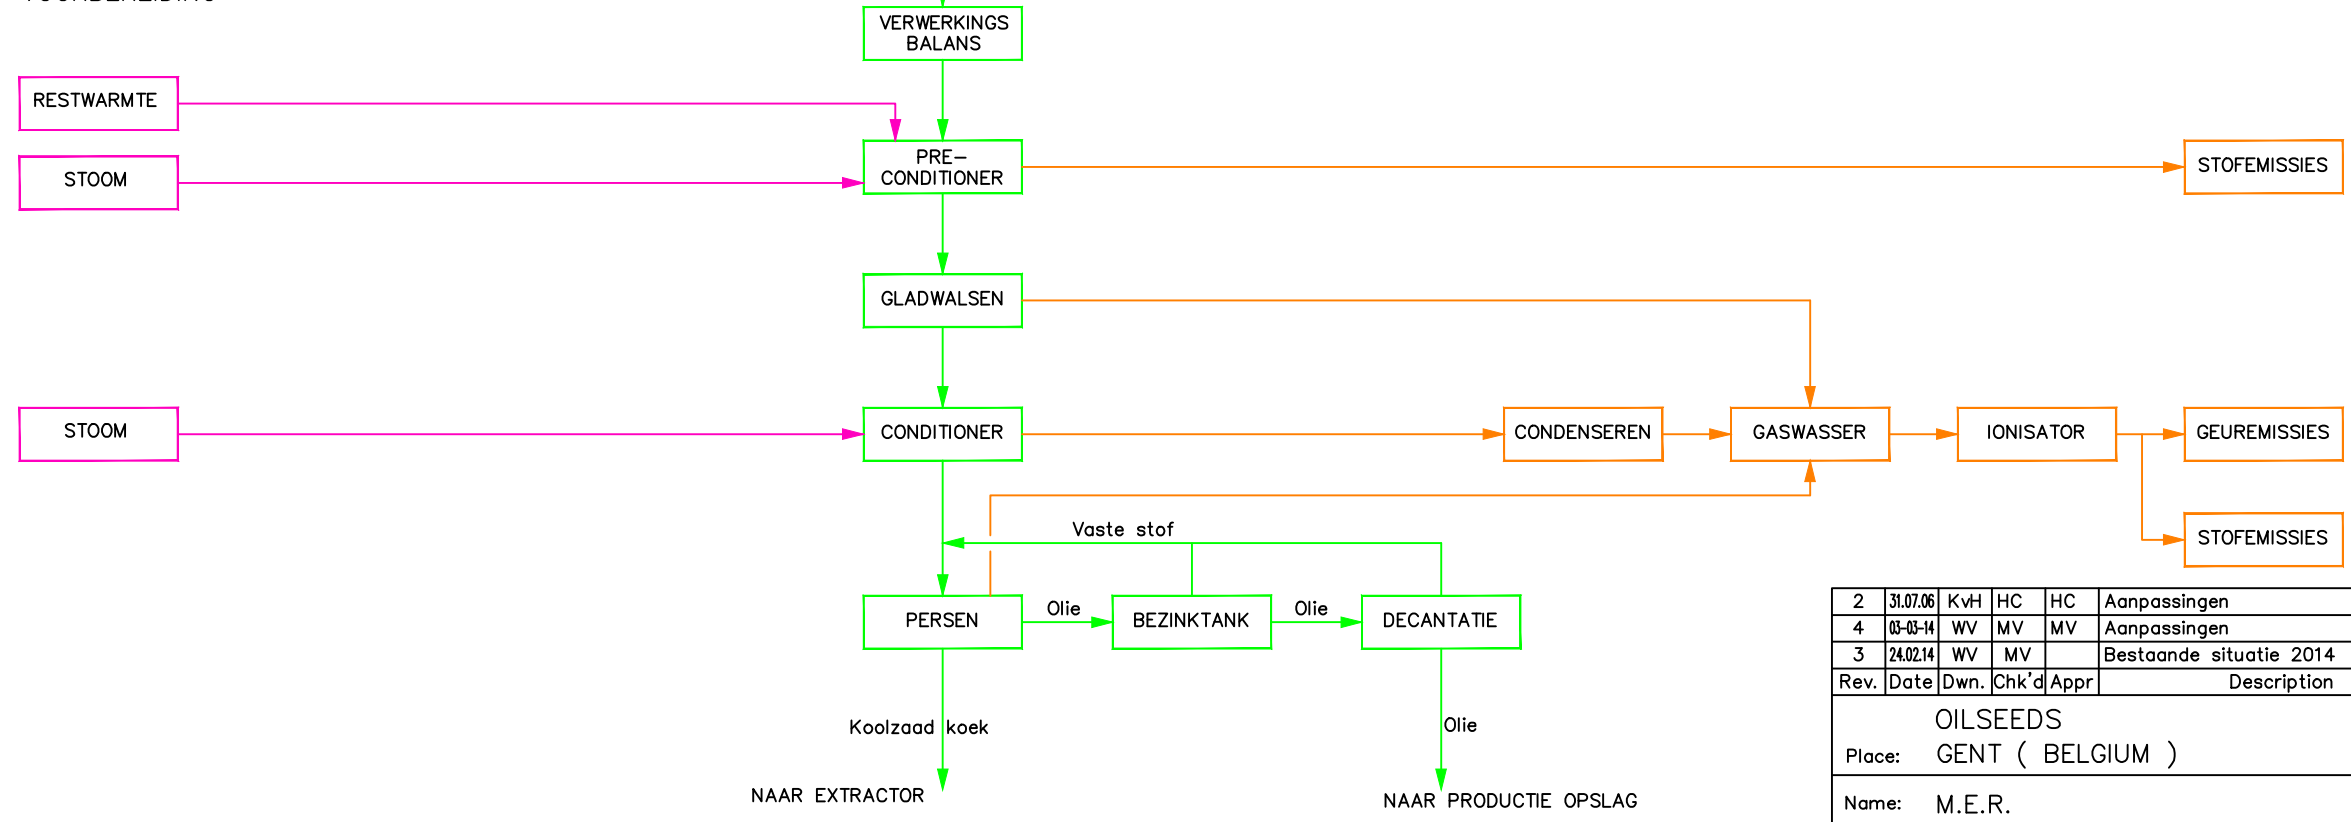 VERWERKINGS
BALANS
RESTWARMTE
PRE-
CONDITIONER
STOFEMISSIES
STOOM
GLADWALSEN
STOOM
CONDITIONER
CONDENSEREN
GASWASSER
IONISATOR
GEUREMISSIES
Vaste stof
STOFEMISSIES
PERSEN
Olie
BEZINKTANK
Olie
DECANTATIE
Koolzaad koek
Olie
NAAR EXTRACTOR
NAAR PRODUCTIE OPSLAG
2 31.07.06 KvH HC HC Aanpassingen
4 03-03-14 WV MV MV Aanpassingen
3 24.02.14 WV MV Bestaande situatie 2014
Rev. Date Dwn. Chk'd Appr Description
OILSEEDS
Place: GENT ( BELGIUM )
Name: M.E.R.